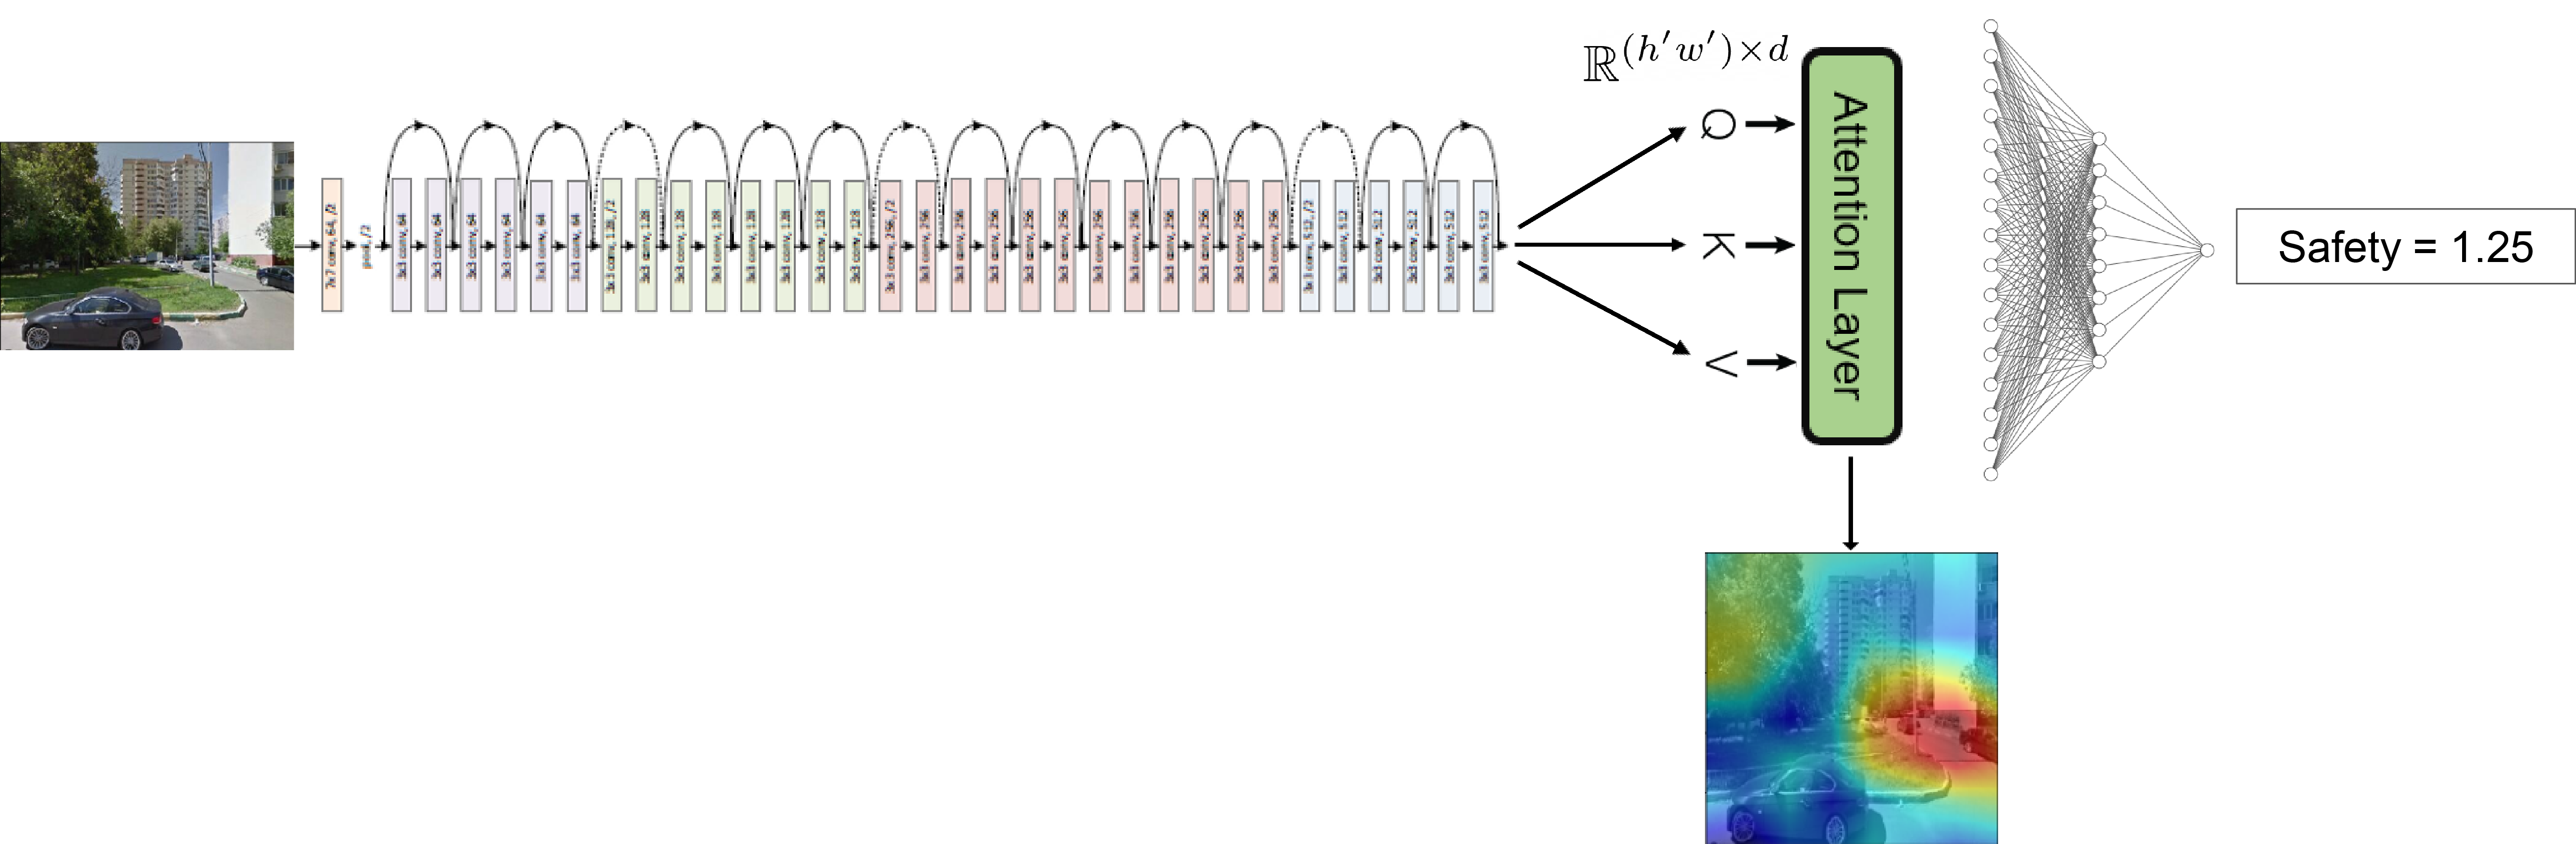 7x7 conv, 64, /2
pool, /2
3x3 conv, 64
3x3 conv, 64
3x3 conv, 64
3x3 conv, 64
3x3 conv, 64
3x3 conv, 64
3x3 conv, 128, /2
3x3 conv, 128
3x3 conv, 128
3x3 conv, 128
3x3 conv, 128
3x3 conv, 128
3x3 conv, 128
3x3 conv, 128
3x3 conv, 256, /2
3x3 conv, 256
3x3 conv, 256
3x3 conv, 256
3x3 conv, 256
3x3 conv, 256
3x3 conv, 256
3x3 conv, 256
3x3 conv, 256
3x3 conv, 256
3x3 conv, 256
3x3 conv, 256
3x3 conv, 512, /2
3x3 conv, 512
3x3 conv, 512
3x3 conv, 512
3x3 conv, 512
3x3 conv, 512
ℝ^(h′w′)×d
Q
K
V
Attention Layer
Safety = 1.25